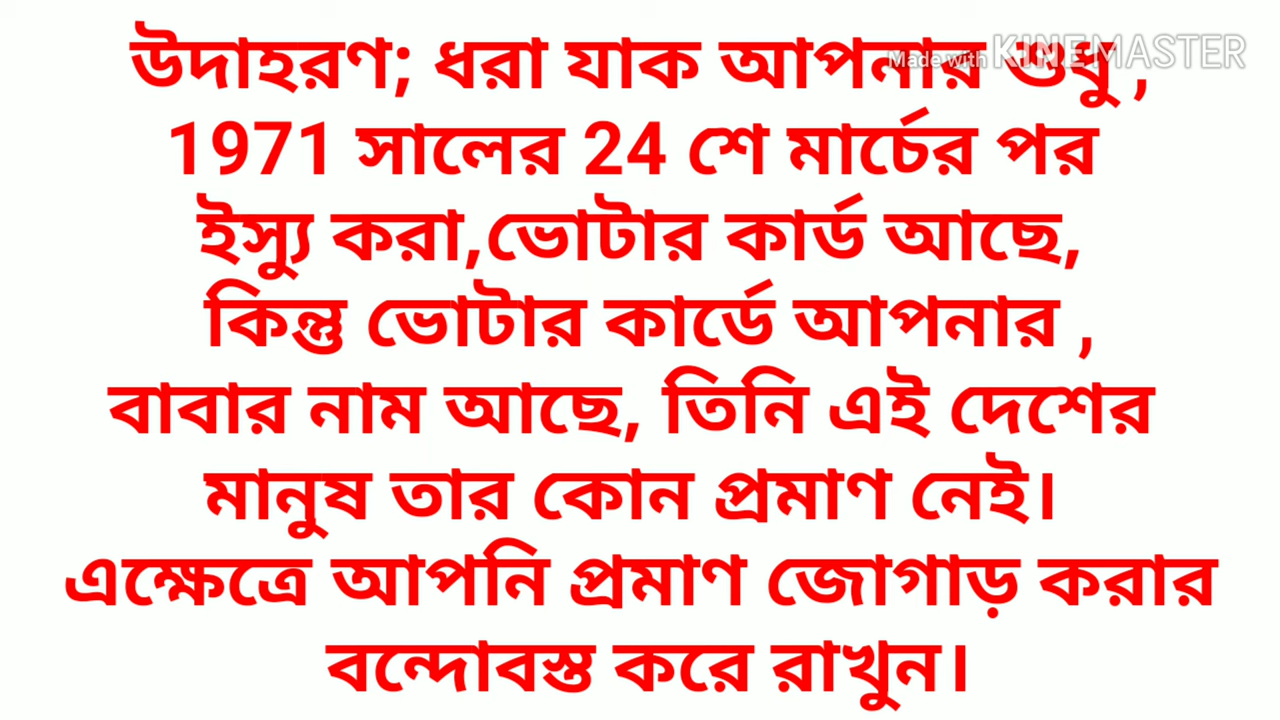 উদাহরণ; ধরা যাক আপনার শুধু ,
Made with KINEMASTER
1971 সালের 24 শে মার্চের পর
ইস্যু করা,ভোটার কার্ড আছে,
কিন্তু ভোটার কার্ডে আপনার ,
বাবার নাম আছে, তিনি এই দেশের
মানুষ তার কোন প্রমাণ নেই।
এক্ষেত্রে আপনি প্রমাণ জোগাড় করার
বন্দোবস্ত করে রাখুন।